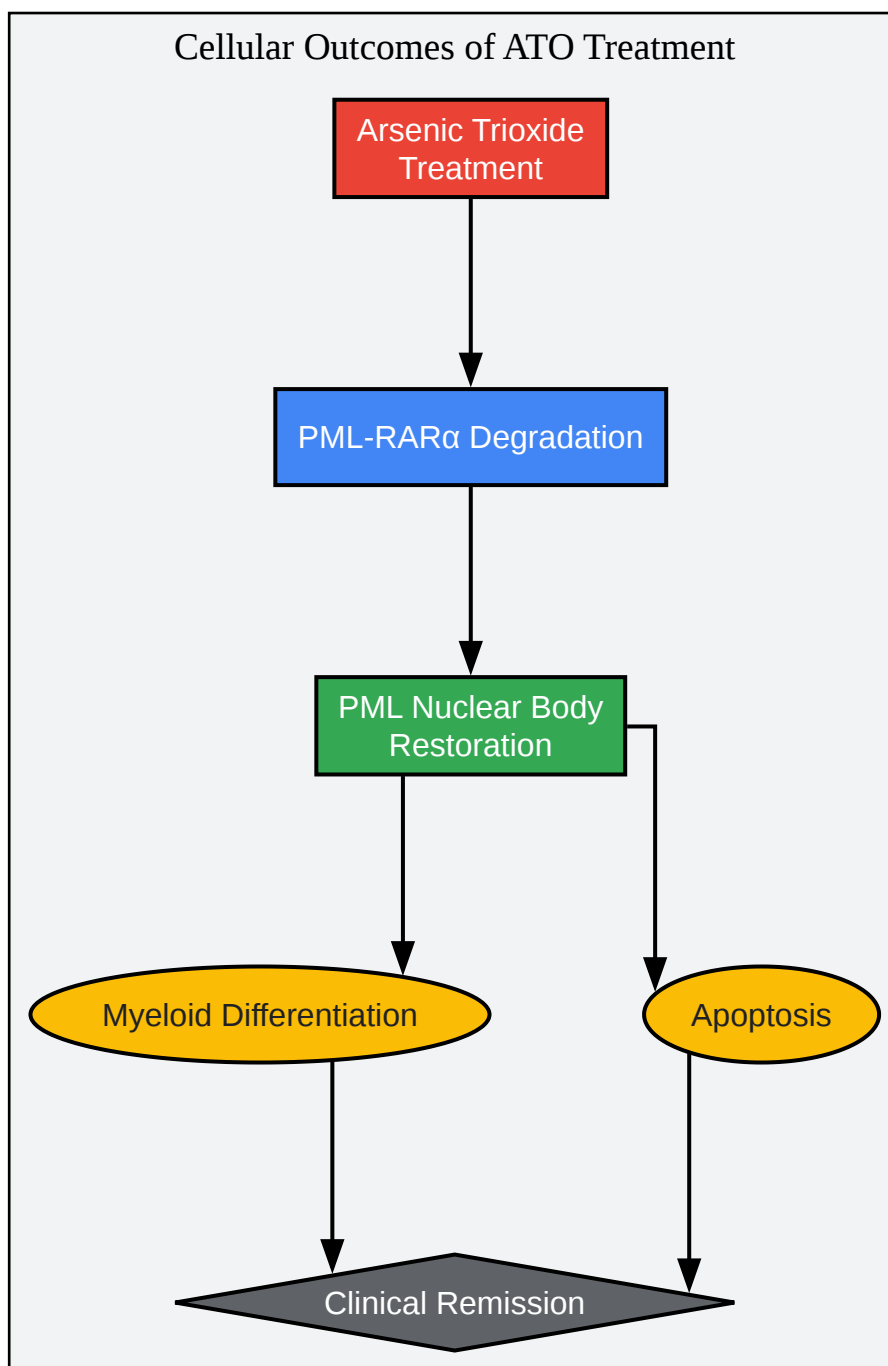 Cellular Outcomes of ATO Treatment
Arsenic Trioxide
Treatment
PML-RARα Degradation
PML Nuclear Body
Restoration
Myeloid Differentiation
Apoptosis
Clinical Remission